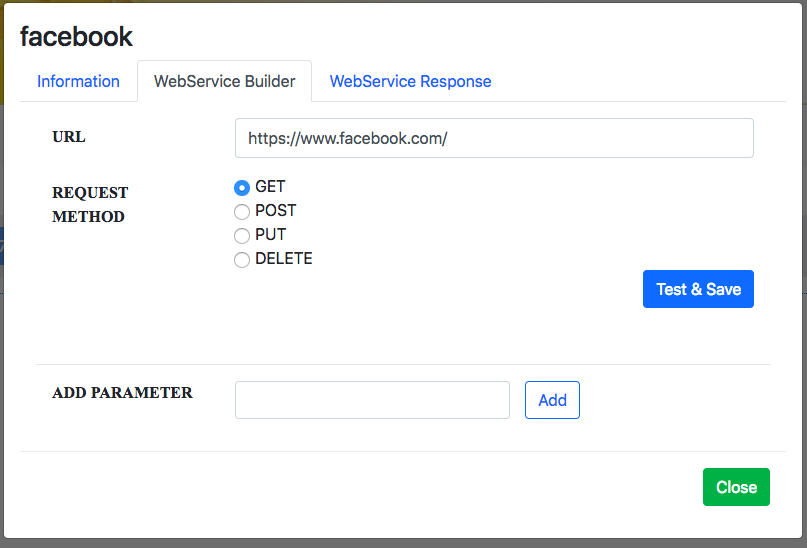 facebook
Information WebService Builder WebService Response
URL https://www.facebook.com/
REQUEST METHOD
GET
POST
PUT
DELETE
Test & Save
ADD PARAMETER Add
Close